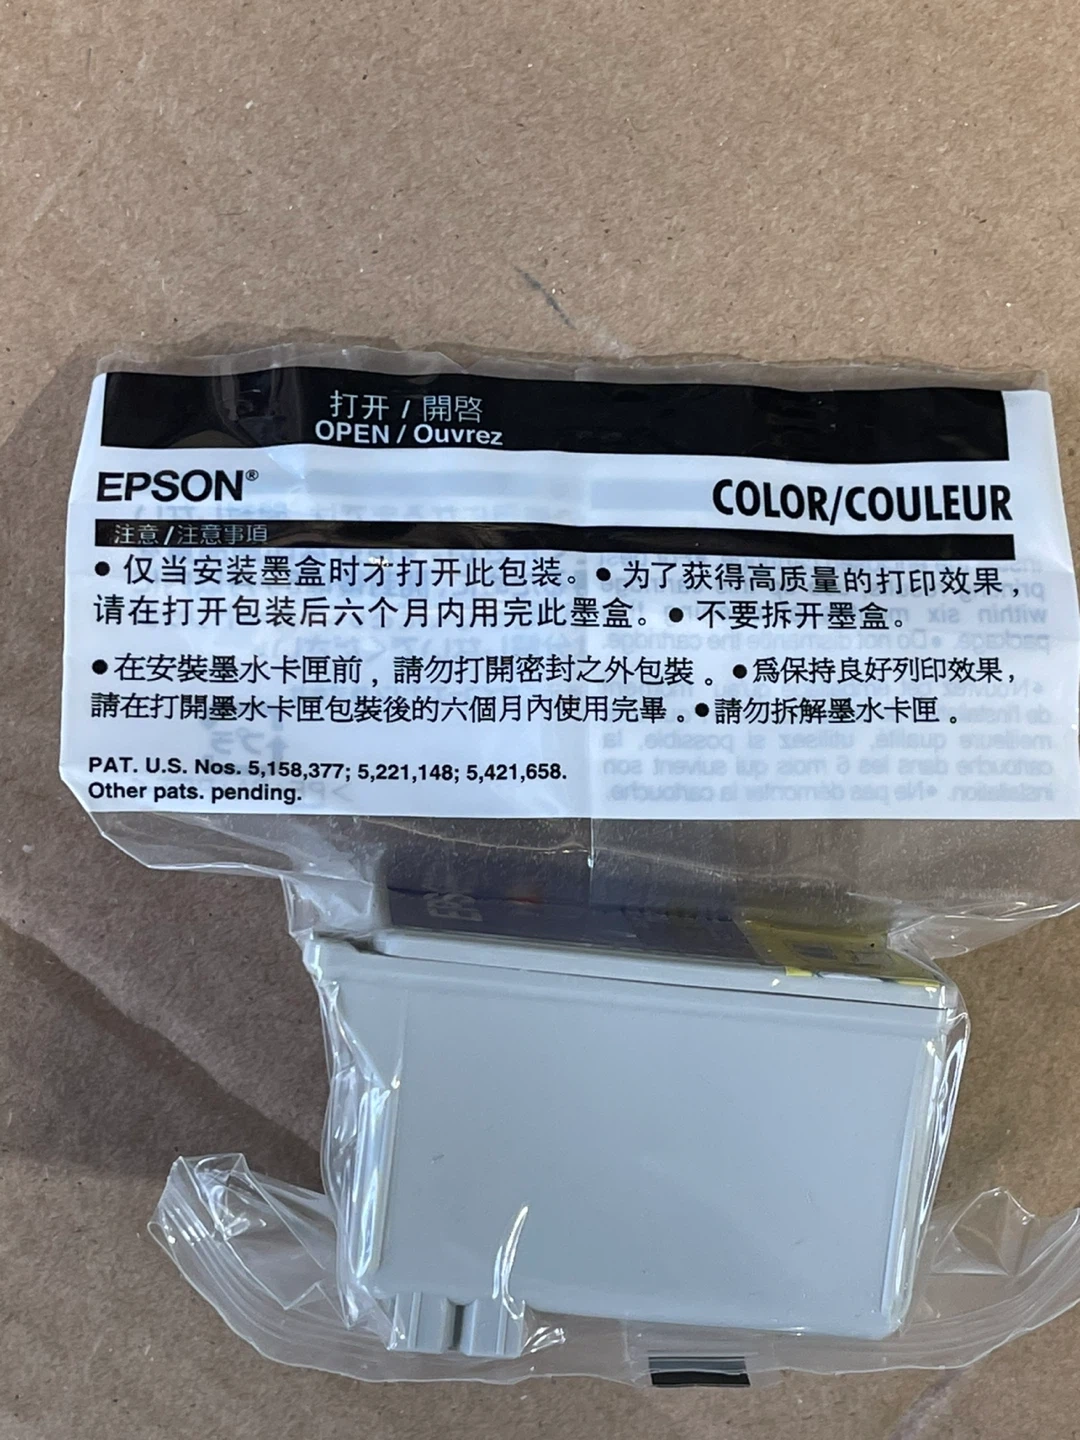 打开 / 開啓
OPEN / Ouvrez
EPSON®
COLOR/COULEUR
注意 / 注意事項
• 仅当安装墨盒时才打开此包装。• 为了获得高质量的打印效果，
请在打开包装后六个月内用完此墨盒。• 不要拆开墨盒。
• 在安裝墨水卡匣前，請勿打開密封之外包裝。• 爲保持良好列印效果，
請在打開墨水卡匣包裝後的六個月內使用完畢。• 請勿拆解墨水卡匣。
PAT. U.S. Nos. 5,158,377; 5,221,148; 5,421,658.
Other pats. pending.